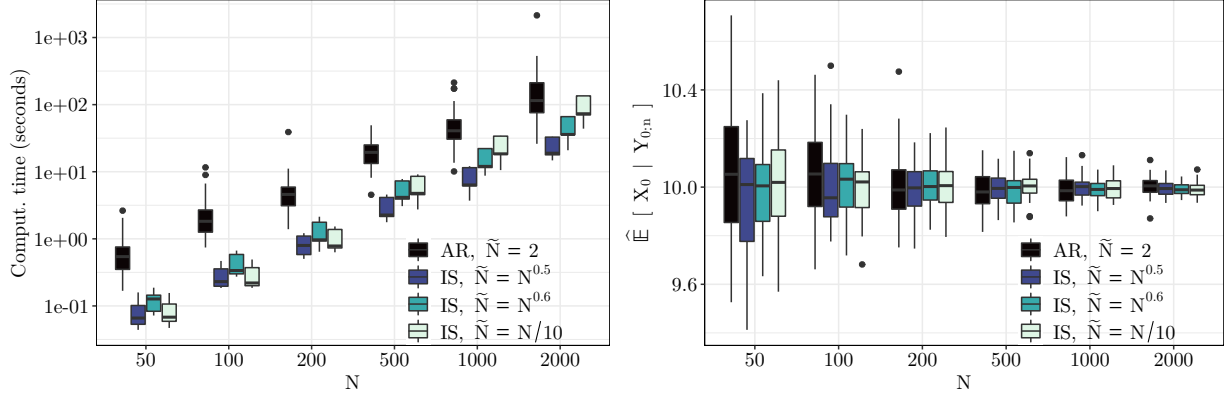 Comput. time (seconds)
1e+03
1e+02
1e+01
1e+00
1e-01
AR, Ñ = 2
IS, Ñ = N^0.5
IS, Ñ = N^0.6
IS, Ñ = N/10
50 100 200 500 1000 2000
N
𝔼̂ [ X₀ | Y₀:ₙ ]
10.4
10.0
9.6
AR, Ñ = 2
IS, Ñ = N^0.5
IS, Ñ = N^0.6
IS, Ñ = N/10
50 100 200 500 1000 2000
N